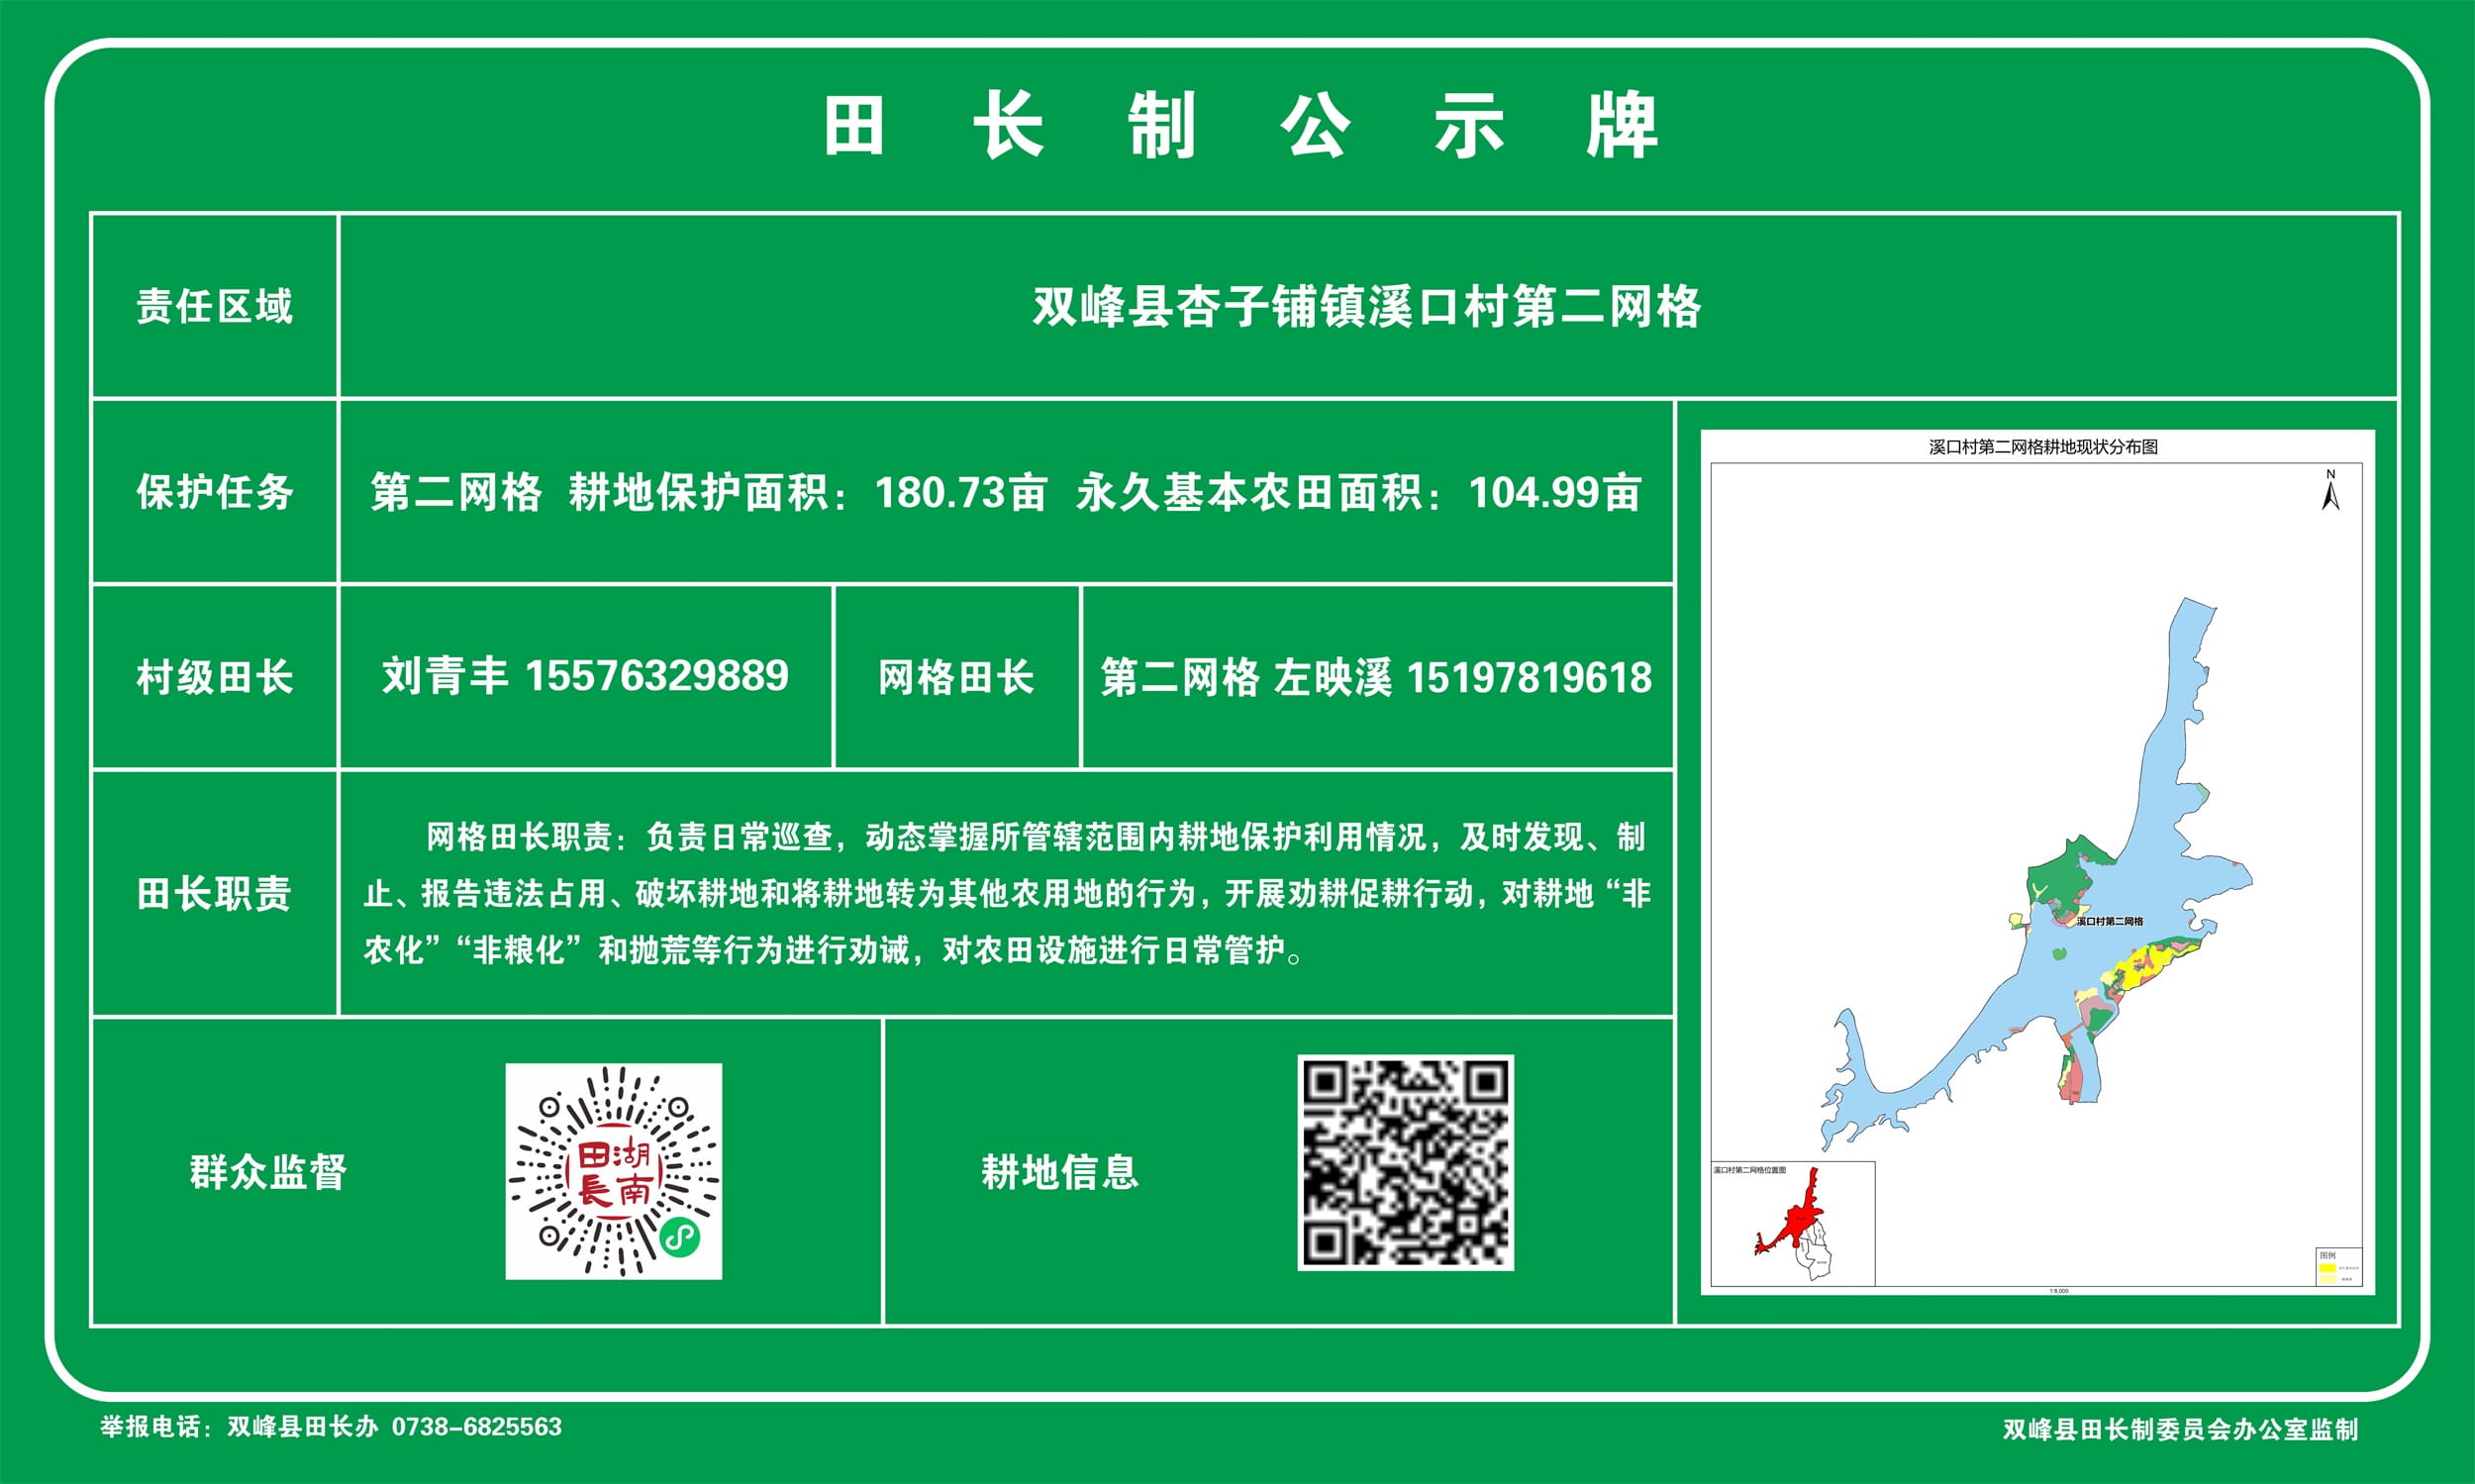 田长制公示牌
责任区域
双峰县杏子铺镇溪口村第二网格
保护任务
第二网格 耕地保护面积：180.73亩 永久基本农田面积：104.99亩
村级田长
刘青丰 15576329889
网格田长
第二网格 左映溪 15197819618
田长职责
网格田长职责：负责日常巡查，动态掌握所管辖范围内耕地保护利用情况，及时发现、制
止、报告违法占用、破坏耕地和将耕地转为其他农用地的行为，开展劝耕促耕行动，对耕地“非
农化”“非粮化”和抛荒等行为进行劝诫，对农田设施进行日常管护。
群众监督
湖南
田長
耕地信息
溪口村第二网格耕地现状分布图
N
溪口村第二网格
溪口村第二网格位置图
图例
1:8,000
举报电话：双峰县田长办 0738-6825563
双峰县田长制委员会办公室监制